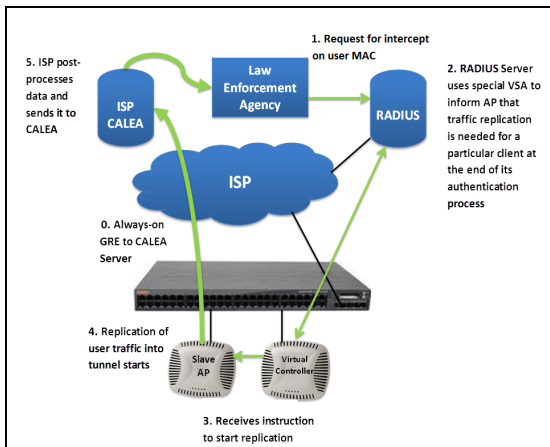 1. Request for intercept
on user MAC
5. ISP post-
processes
data and
sends it to
CALEA
ISP
CALEA
Law
Enforcement
Agency
RADIUS
2. RADIUS Server
uses special VSA to
inform AP that
traffic replication
is needed for a
particular client at
the end of its
authentication
process
ISP
0. Always-on
GRE to CALEA
Server
4. Replication of
user traffic into
tunnel starts
Slave
AP
Virtual
Controller
3. Receives instruction
to start replication